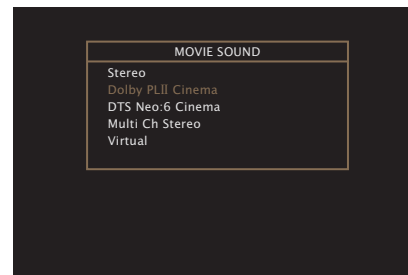 MOVIE SOUND
Stereo
Dolby PLII Cinema
DTS Neo:6 Cinema
Multi Ch Stereo
Virtual